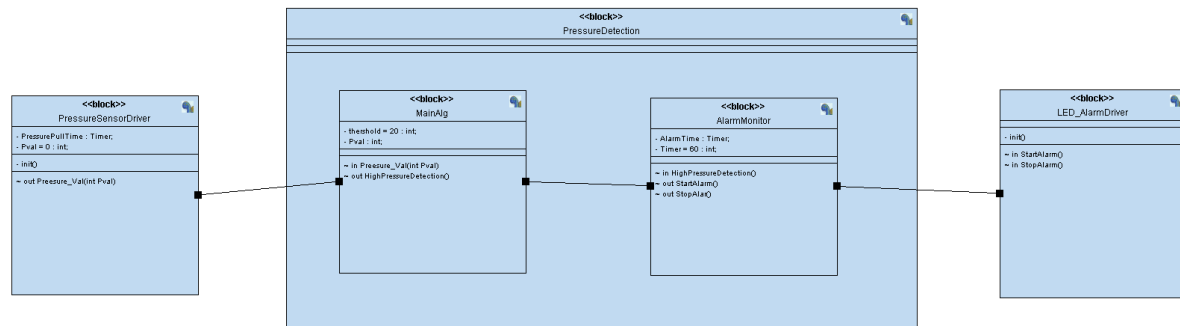 <<block>>
PressureDetection
<<block>>
PressureSensorDriver
- PressurePullTime : Timer;
- Pval = 0 : int;
- init()
~ out Preesure_Val(int Pval)
<<block>>
MainAlg
- thershold = 20 : int;
- Pval : int;
~ in Preesure_Val(int Pval)
~ out HighPressureDetection()
<<block>>
AlarmMonitor
- AlarmTime : Timer;
- Timer = 60 : int;
~ in HighPressureDetection()
~ out StartAlarm()
~ out StopAlar()
<<block>>
LED_AlarmDriver
- init()
~ in StartAlarm()
~ in StopAlarm()